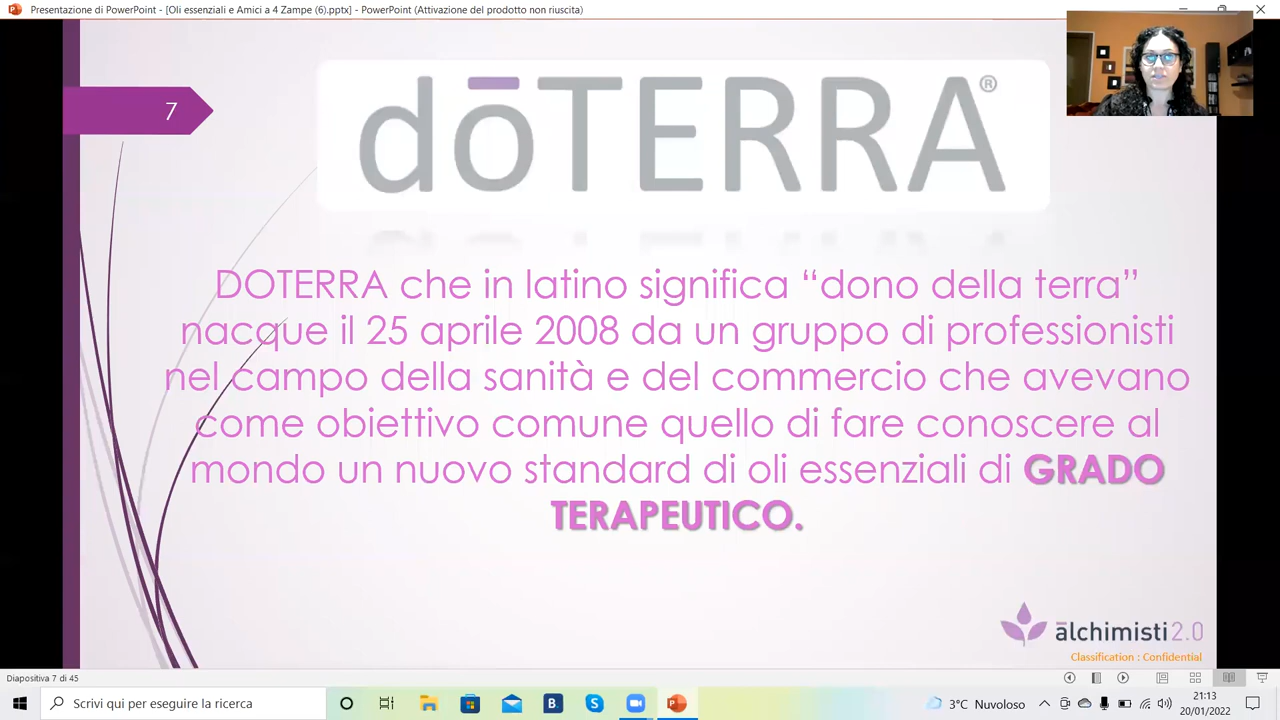 Presentazione di PowerPoint - [Oli essenziali e Amici a 4 Zampe (6).pptx] - PowerPoint (Attivazione del prodotto non riuscita)
7
dōTERRA®
DOTERRA che in latino significa “dono della terra”
nacque il 25 aprile 2008 da un gruppo di professionisti
nel campo della sanità e del commercio che avevano
come obiettivo comune quello di fare conoscere al
mondo un nuovo standard di oli essenziali di GRADO
TERAPEUTICO.
ālchimisti2.0
Classification : Confidential
Diapositiva 7 di 45
Scrivi qui per eseguire la ricerca
B.
3°C Nuvoloso
21:13
20/01/2022